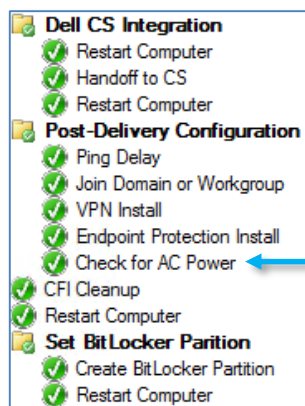 Dell CS Integration
Restart Computer
Handoff to CS
Restart Computer
Post-Delivery Configuration
Ping Delay
Join Domain or Workgroup
VPN Install
Endpoint Protection Install
Check for AC Power
CFI Cleanup
Restart Computer
Set BitLocker Parition
Create BitLocker Partition
Restart Computer